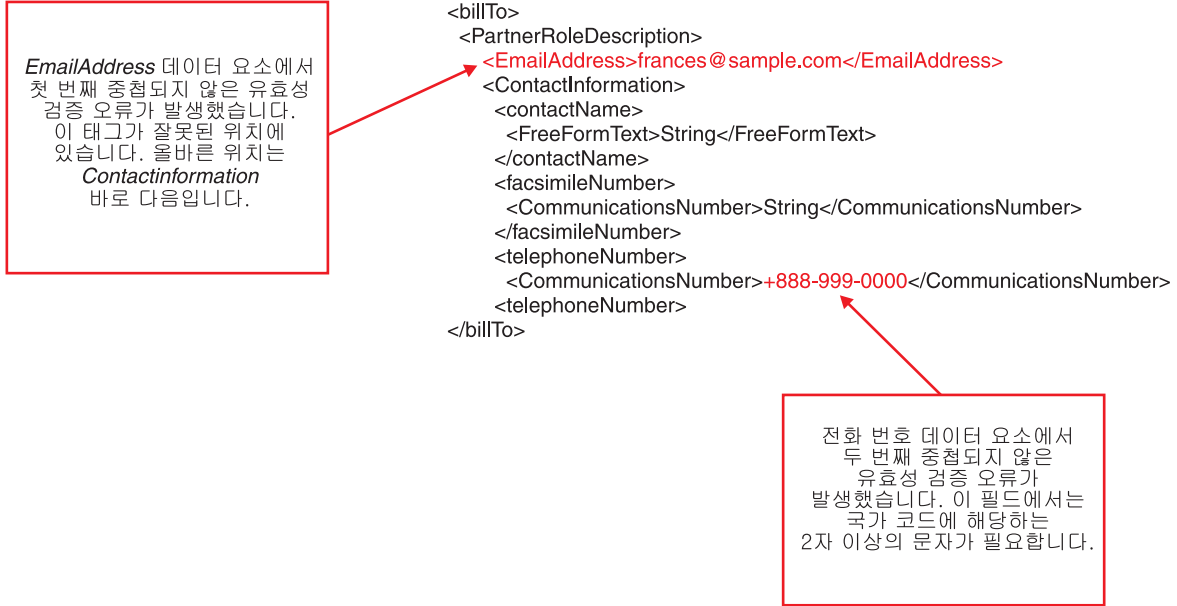 EmailAddress 데이터 요소에서
첫 번째 중첩되지 않은 유효성
검증 오류가 발생했습니다.
이 태그가 잘못된 위치에
있습니다. 올바른 위치는
Contactinformation
바로 다음입니다.
<billTo>
<PartnerRoleDescription>
<EmailAddress>frances@sample.com</EmailAddress>
<ContactInformation>
<contactName>
<FreeFormText>String</FreeFormText>
</contactName>
<facsimileNumber>
<CommunicationsNumber>String</CommunicationsNumber>
</facsimileNumber>
<telephoneNumber>
<CommunicationsNumber>+888-999-0000</CommunicationsNumber>
<telephoneNumber>
</billTo>
전화 번호 데이터 요소에서
두 번째 중첩되지 않은
유효성 검증 오류가
발생했습니다. 이 필드에서는
국가 코드에 해당하는
2자 이상의 문자가 필요합니다.